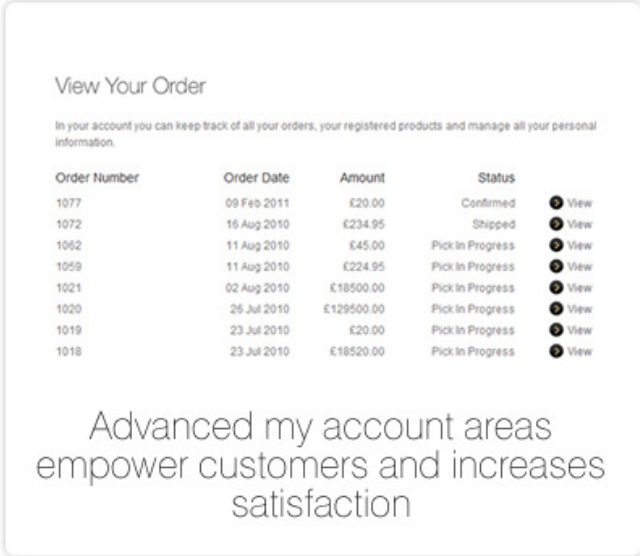 View Your Order
In your account you can keep track of all your orders, your registered products and manage all your personal
information.
Order Number Order Date Amount Status
1077 09 Feb 2011 £20.00 Confirmed View
1072 16 Aug 2010 £234.95 Shipped View
1062 11 Aug 2010 £45.00 Pick In Progress View
1059 11 Aug 2010 £224.95 Pick In Progress View
1021 02 Aug 2010 £18500.00 Pick In Progress View
1020 26 Jul 2010 £129500.00 Pick In Progress View
1019 23 Jul 2010 £20.00 Pick In Progress View
1018 23 Jul 2010 £18520.00 Pick In Progress View
Advanced my account areas
empower customers and increases
satisfaction